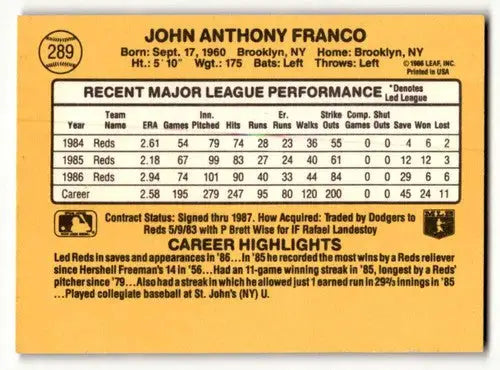 289
JOHN ANTHONY FRANCO
Born: Sept. 17, 1960 Brooklyn, NY Home: Brooklyn, NY
Ht.: 5' 10" Wgt.: 175 Bats: Left Throws: Left
© 1986 LEAF, INC.
Printed in USA
RECENT MAJOR LEAGUE PERFORMANCE *Denotes Led League
Year Team Name ERA Games Inn. Pitched Hits Runs Er. Runs Walks Strike Outs Comp. Games Shut Outs Save Won Lost
1984 Reds 2.61 54 79 74 28 23 36 55 0 0 4 6 2
1985 Reds 2.18 67 99 83 27 24 40 61 0 0 12 12 3
1986 Reds 2.94 74 101 90 40 33 44 84 0 0 29 6 6
Career 2.58 195 279 247 95 80 120 200 0 0 45 24 11
Contract Status: Signed thru 1987. How Acquired: Traded by Dodgers to
Reds 5/9/83 with P Brett Wise for IF Rafael Landestoy
MLB
CAREER HIGHLIGHTS
Led Reds in saves and appearances in '86...In '85 he recorded the most wins by a Reds reliever
since Hershell Freeman's 14 in '56...Had an 11-game winning streak in '85, longest by a Reds'
pitcher since '79...Also had a streak in which he allowed just 1 earned run in 29⅔ innings in '85
...Played collegiate baseball at St. John's (NY) U.